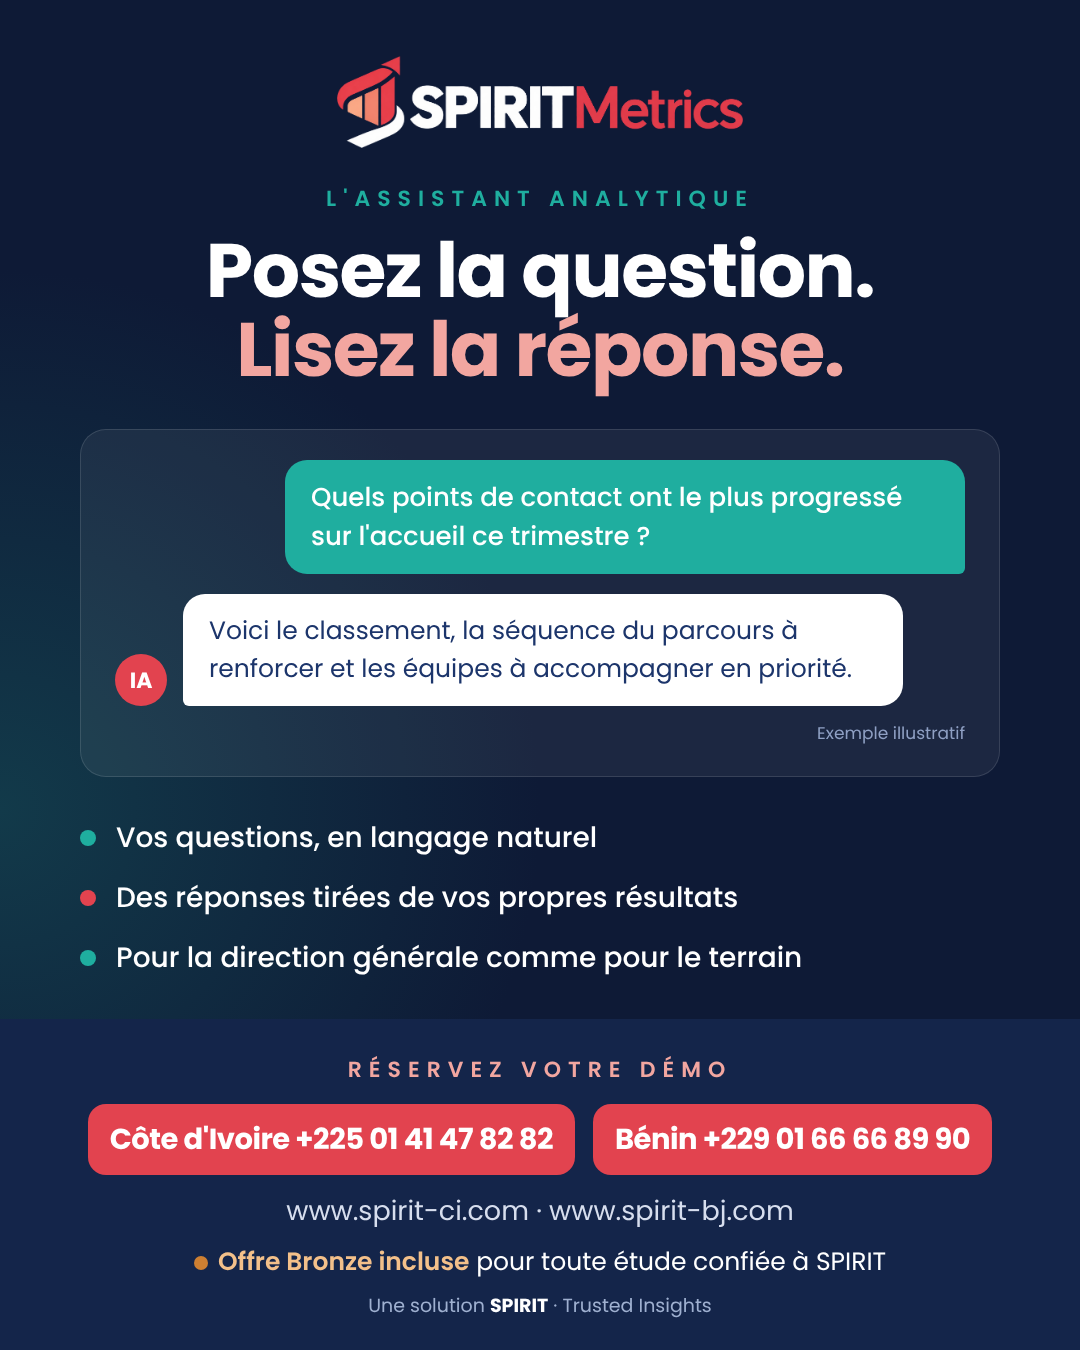 SPIRITMetrics
L'ASSISTANT ANALYTIQUE
Posez la question.
Lisez la réponse.
Quels points de contact ont le plus progressé
sur l'accueil ce trimestre ?
IA
Voici le classement, la séquence du parcours à
renforcer et les équipes à accompagner en priorité.
Exemple illustratif
Vos questions, en langage naturel
Des réponses tirées de vos propres résultats
Pour la direction générale comme pour le terrain
RÉSERVEZ VOTRE DÉMO
Côte d'Ivoire +225 01 41 47 82 82
Bénin +229 01 66 66 89 90
www.spirit-ci.com · www.spirit-bj.com
Offre Bronze incluse pour toute étude confiée à SPIRIT
Une solution SPIRIT · Trusted Insights